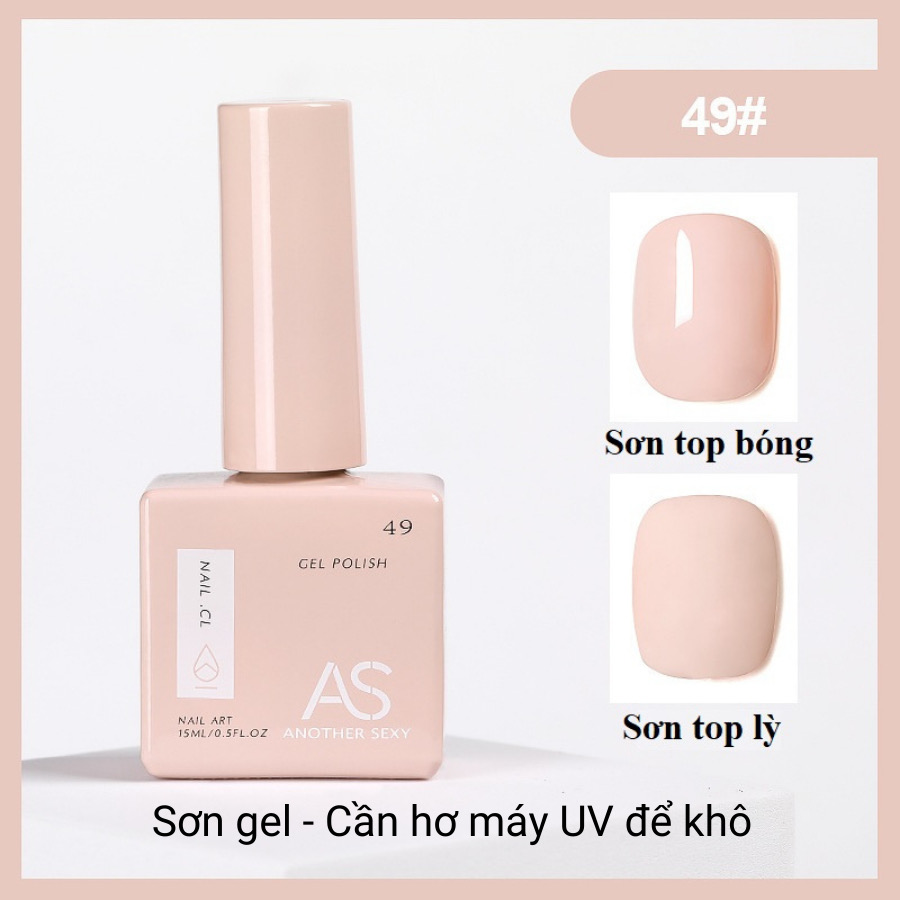 49#
Sơn top bóng
Sơn top lỳ
49
GEL POLISH
NAIL .CL
AS
NAIL ART
15ML/0.5FL.OZ
ANOTHER SEXY
Sơn gel - Cần hơ máy UV để khô